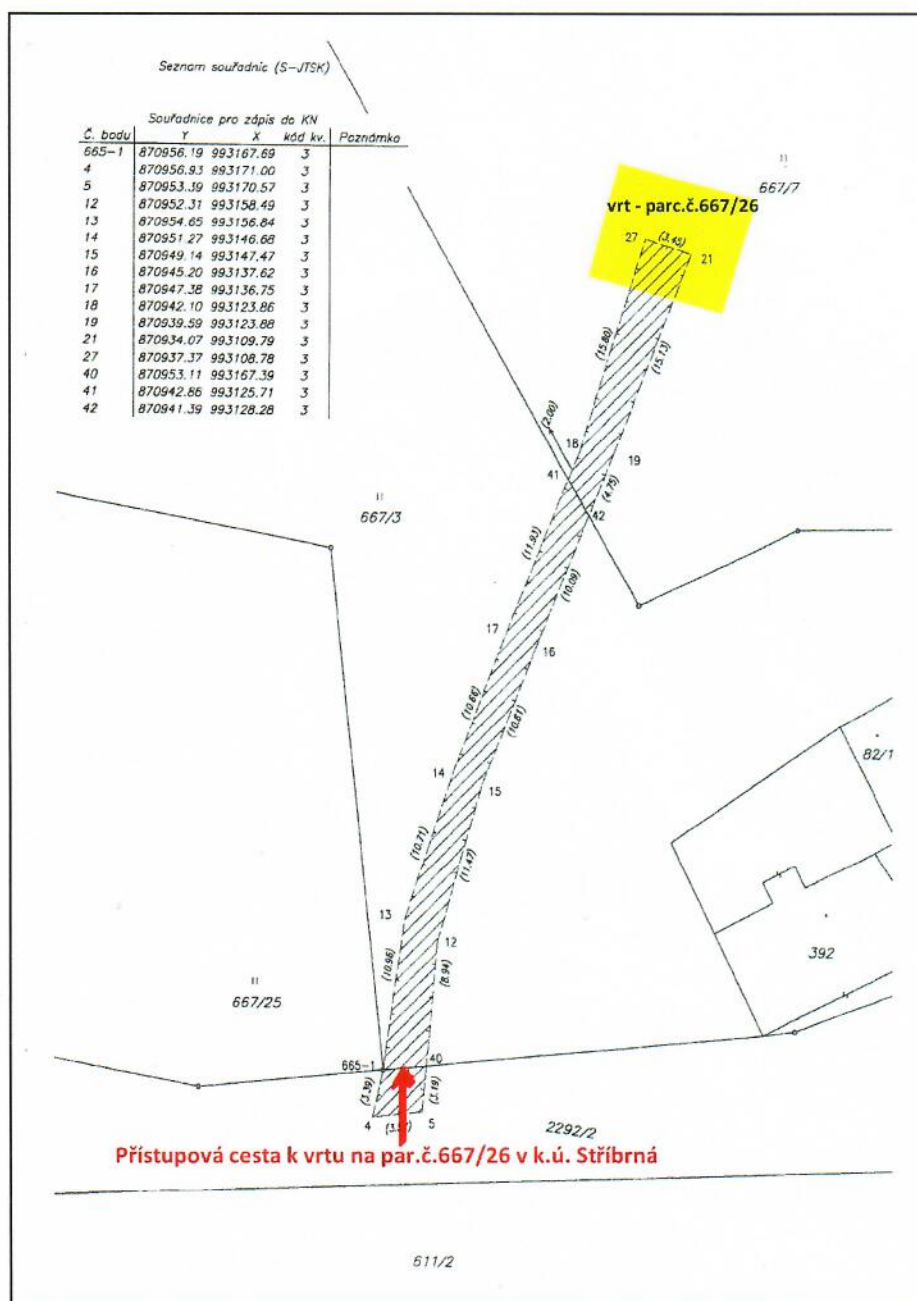 Seznam souřadnic (S-JTSK)
Souřadnice pro zápis do KN
Č. bodu Y X kód kv. Poznámka
665-1 870956.19 993167.69 3
4 870956.93 993171.00 3
5 870953.39 993170.57 3
12 870952.31 993158.49 3
13 870954.65 993156.84 3
14 870951.27 993146.68 3
15 870949.14 993147.47 3
16 870945.20 993137.62 3
17 870947.38 993136.75 3
18 870942.10 993123.86 3
19 870939.59 993123.88 3
21 870934.07 993109.79 3
27 870937.37 993108.78 3
40 870953.11 993167.39 3
41 870942.86 993125.71 3
42 870941.39 993128.28 3
667/7
vrt - parc.č.667/26
27 (3.45) 21
(15.80)
(15.13)
(2.00)
18
19
41
(4.75)
42
667/3
(11.93)
(10.09)
17
16
(10.66)
(10.61)
82/1
14
15
(10.71)
(11.47)
13
12
392
(10.96)
(8.94)
667/25
665-1
40
(3.39)
(3.19)
4
5
2292/2
Přístupová cesta k vrtu na par.č.667/26 v k.ú. Stříbrná
611/2